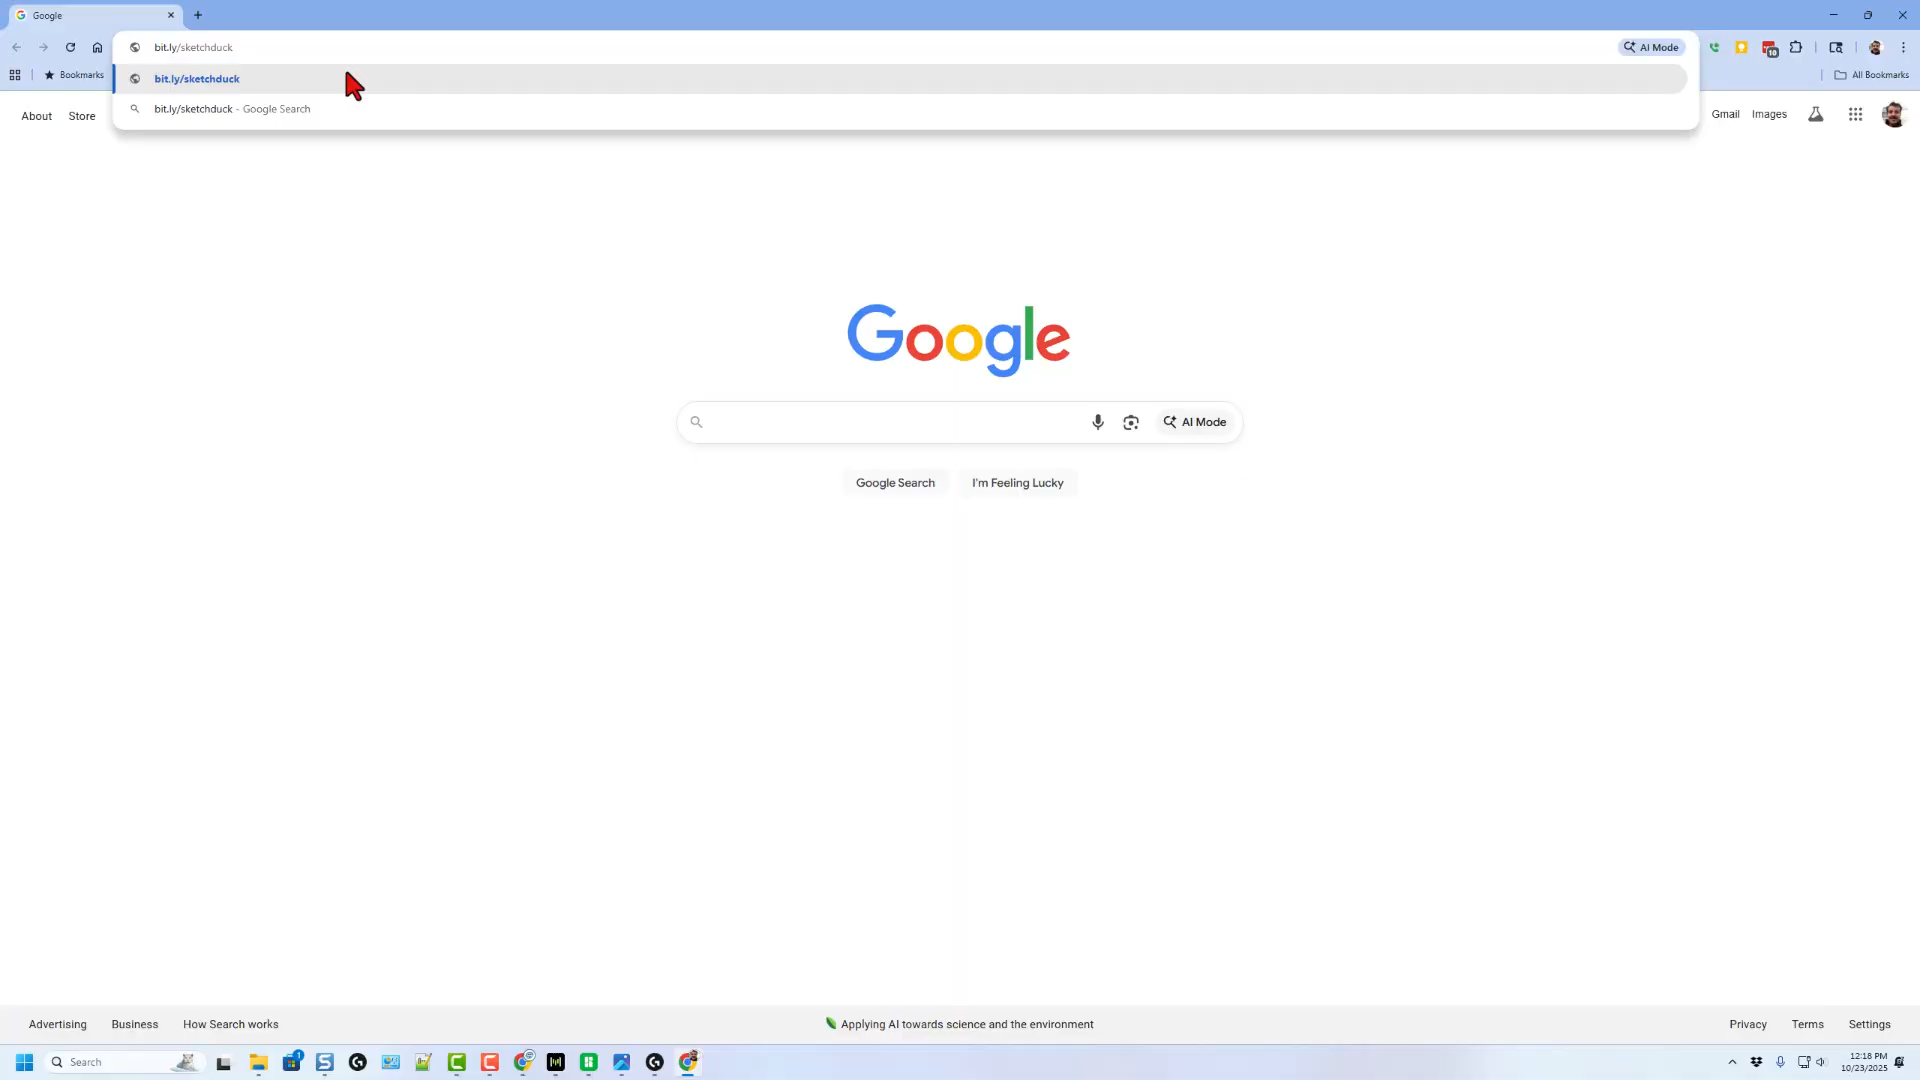 Google
bit.ly/sketchduck
AI Mode
10
Bookmarks
bit.ly/sketchduck
All Bookmarks
bit.ly/sketchduck - Google Search
About
Store
Gmail
Images
Google
AI Mode
Google Search
I'm Feeling Lucky
Advertising
Business
How Search works
Applying AI towards science and the environment
Privacy
Terms
Settings
Search
1
12:18 PM
10/23/2025